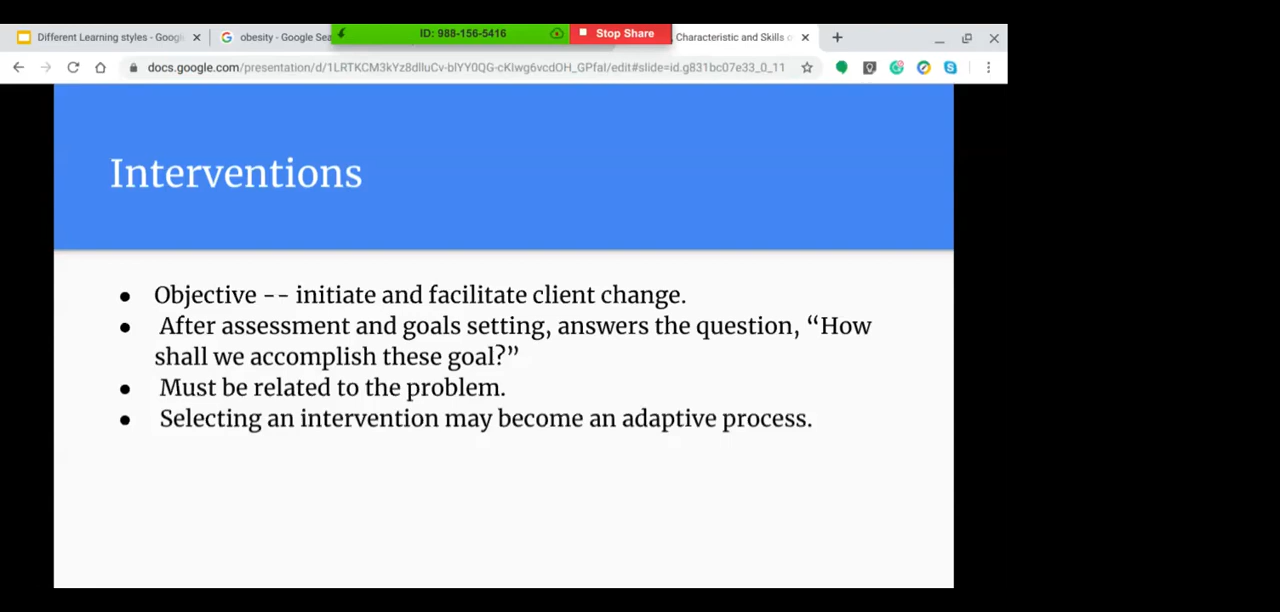 Different Learning styles - Goog
obesity - Google Sea
ID: 988-156-5416
Stop Share
Characteristic and Skills o
docs.google.com/presentation/d/1LRTKCM3kYz8dlluCv-blYY0QG-cKIwg6vcdOH_GPfaI/edit#slide=id.g831bc07e33_0_11
Interventions
● Objective -- initiate and facilitate client change.
● After assessment and goals setting, answers the question, “How
shall we accomplish these goal?”
● Must be related to the problem.
● Selecting an intervention may become an adaptive process.